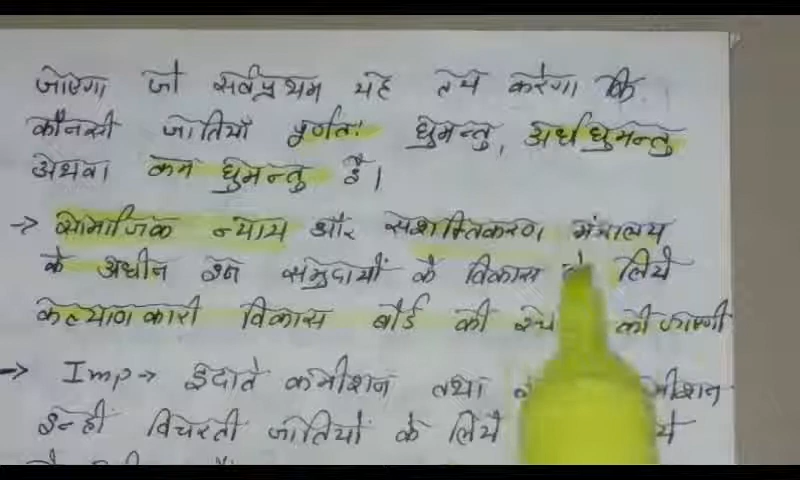 जाएगा जो सर्वप्रथम यह तय करेगा कि
कौनसी जातियाँ पूर्णतः घुमन्तु, अर्ध घुमन्तु
अथवा कम घुमन्तु है।
→ सामाजिक न्याय और सशक्तिकरण मंत्रालय
के अधीन इन समुदायों के विकास के लिये
कल्याणकारी विकास बोर्ड की की जाएगी
→ Imp → इदाते कमीशन तथा
इन्ही विचरती जातियों के लिये